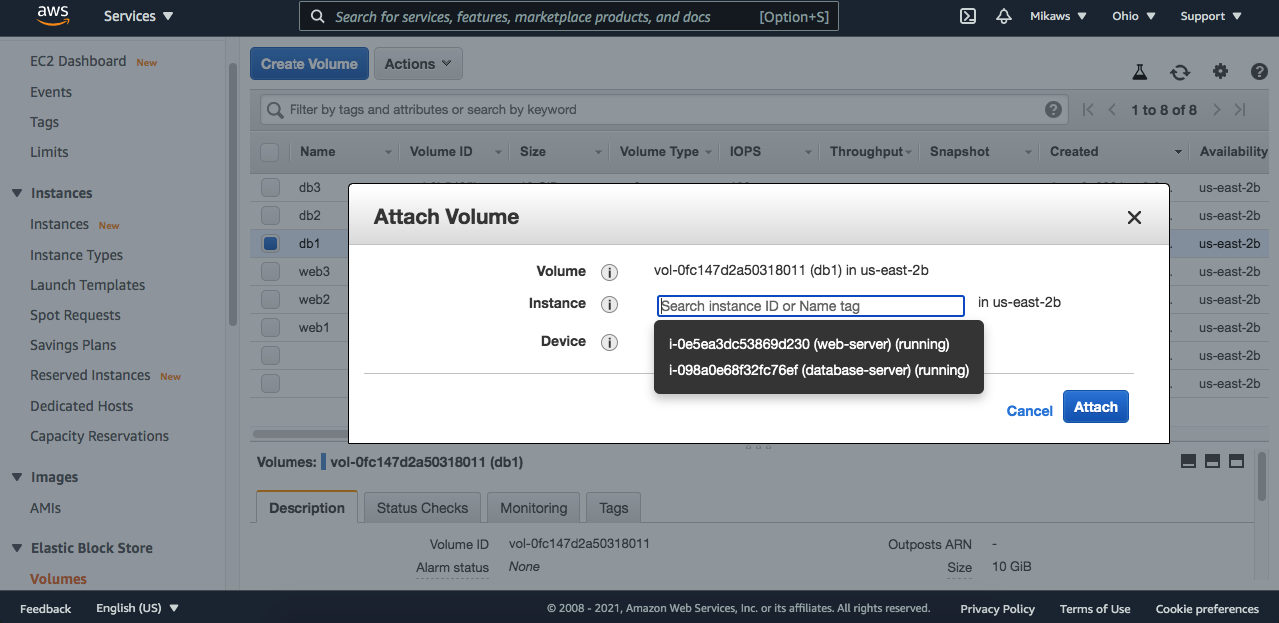 aws Services Search for services, features, marketplace products, and docs [Option+S] Mikaws Ohio Support
EC2 Dashboard New
Events
Tags
Limits
Instances
Instances New
Instance Types
Launch Templates
Spot Requests
Savings Plans
Reserved Instances New
Dedicated Hosts
Capacity Reservations
Images
AMIs
Elastic Block Store
Volumes
Create Volume Actions
Filter by tags and attributes or search by keyword 1 to 8 of 8
Name Volume ID Size Volume Type IOPS Throughput Snapshot Created Availability
db3 us-east-2b
db2 us-east-2b
db1 us-east-2b
web3 us-east-2b
web2 us-east-2b
web1 us-east-2b
us-east-2b
us-east-2b
Attach Volume
Volume i vol-0fc147d2a50318011 (db1) in us-east-2b
Instance i Search instance ID or Name tag in us-east-2b
Device i
i-0e5ea3dc53869d230 (web-server) (running)
i-098a0e68f32fc76ef (database-server) (running)
Cancel Attach
Volumes: vol-0fc147d2a50318011 (db1)
Description Status Checks Monitoring Tags
Volume ID vol-0fc147d2a50318011 Outposts ARN -
Alarm status None Size 10 GiB
Feedback English (US) © 2008 - 2021, Amazon Web Services, Inc. or its affiliates. All rights reserved. Privacy Policy Terms of Use Cookie preferences